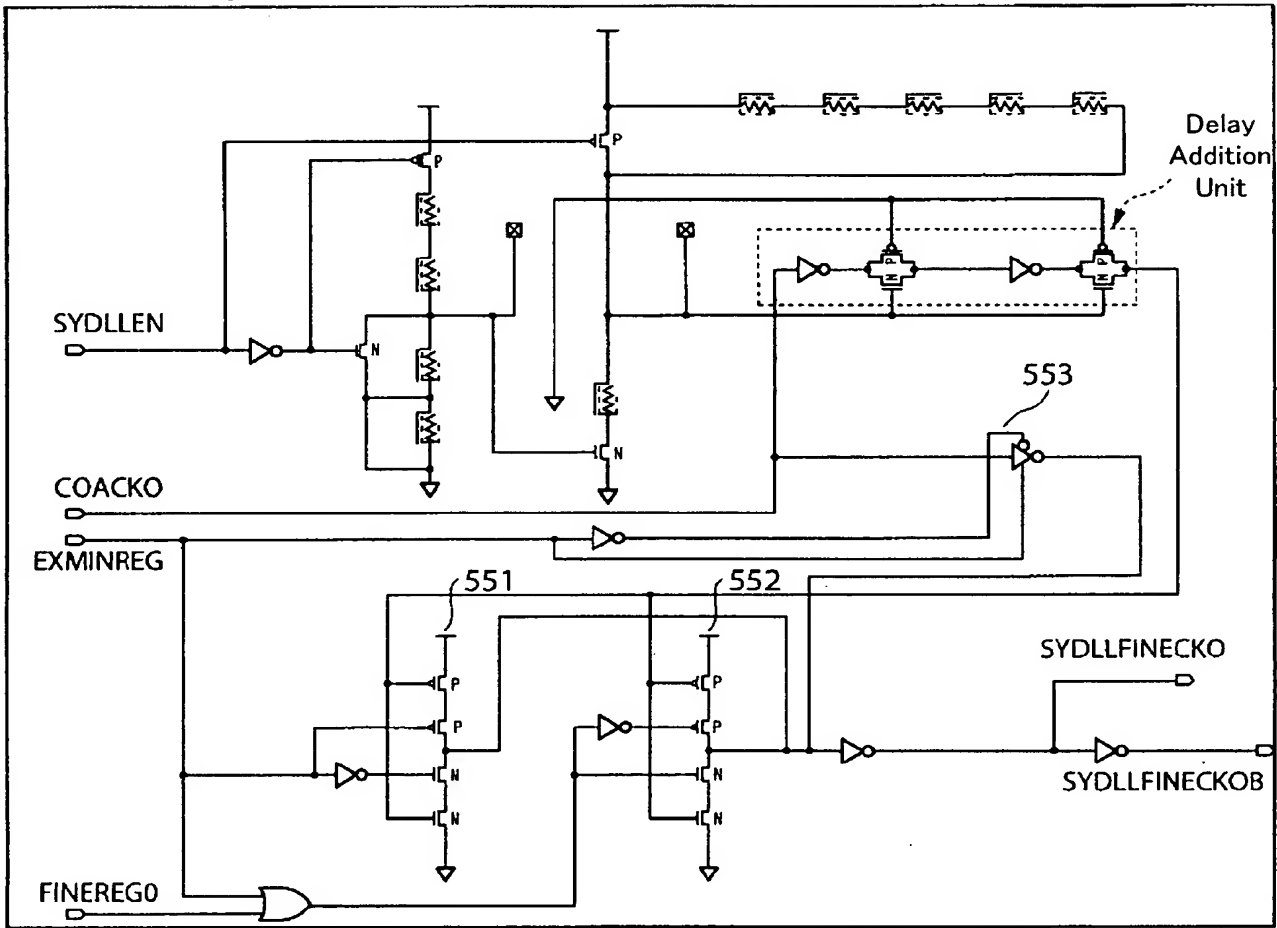 P
Delay
Addition
Unit
P
N P
N P
SYDLLEN
N
553
N
COACKO
EXMINREG
551
552
SYDLLFINECKO
P
P
P
P
N
N
SYDLLFINECKOB
N
N
FINEREG0